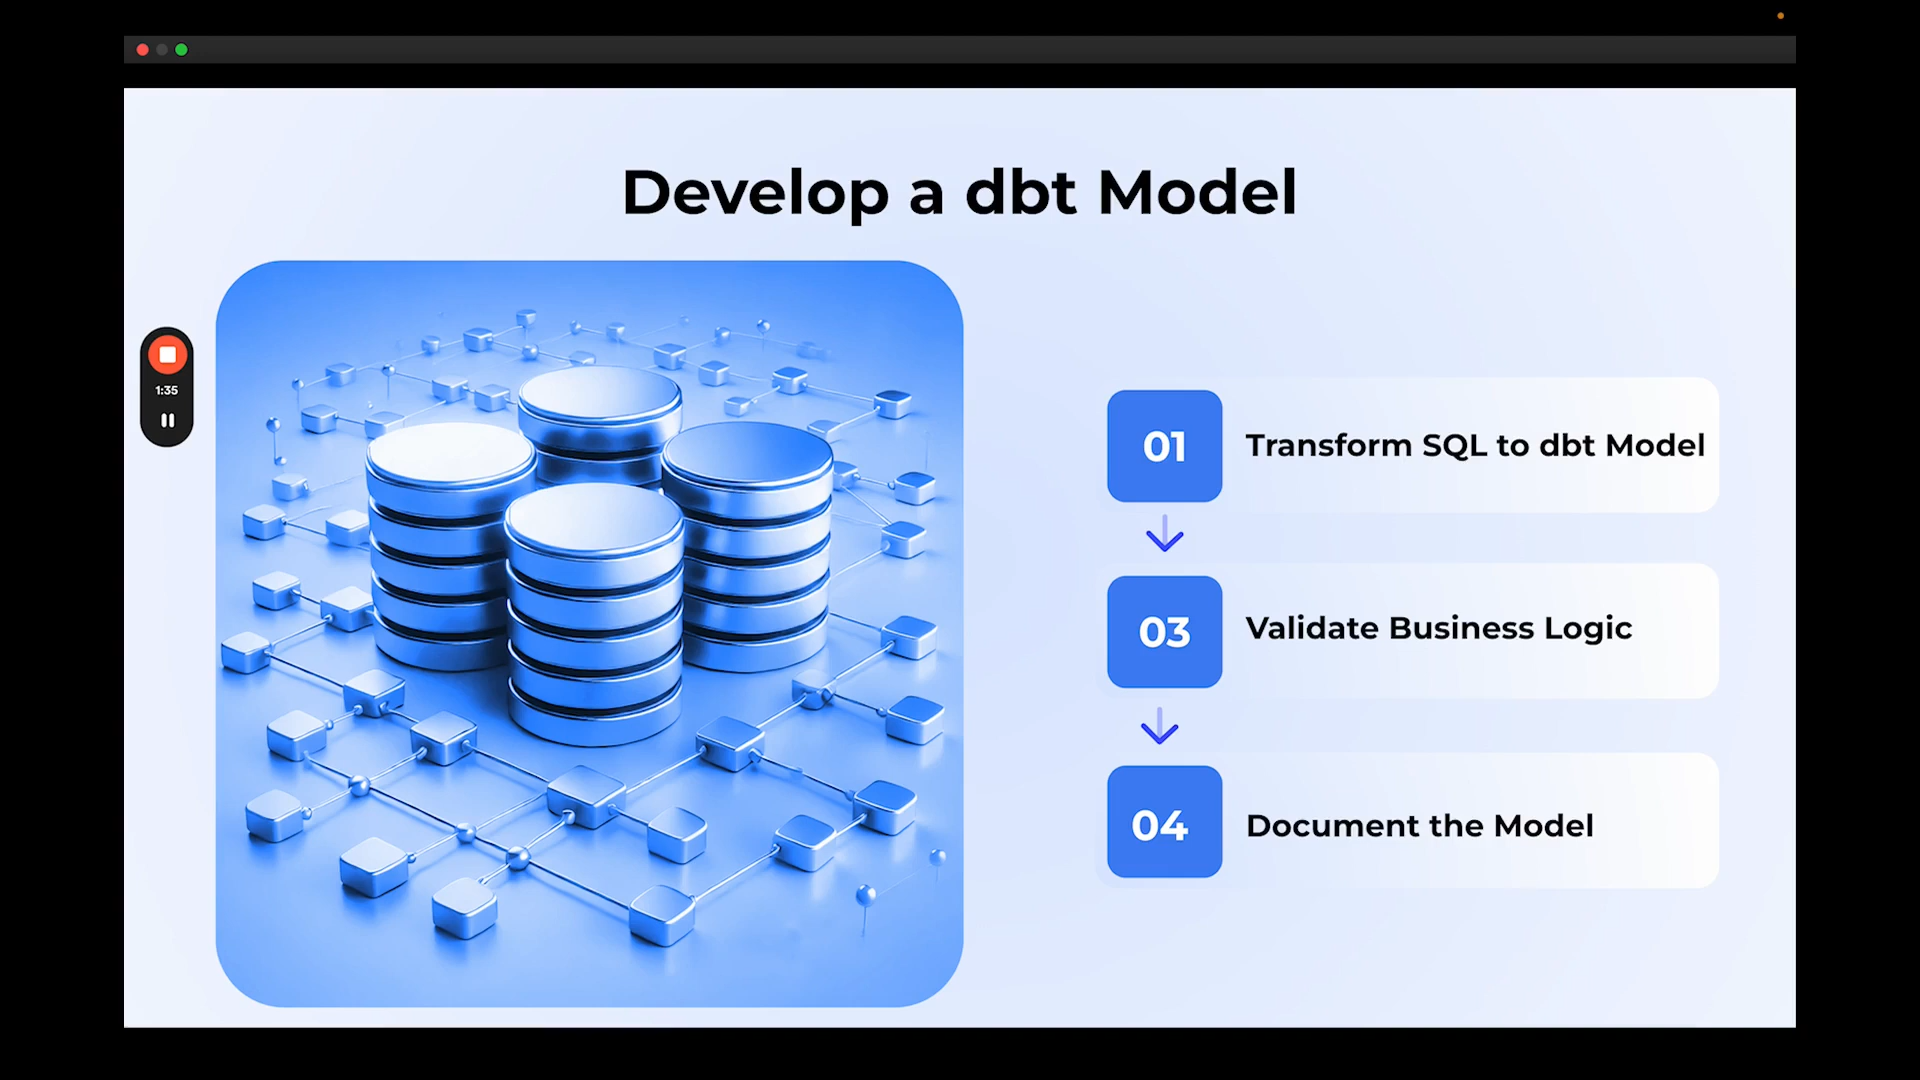 Develop a dbt Model
1:35
01
Transform SQL to dbt Model
03
Validate Business Logic
04
Document the Model